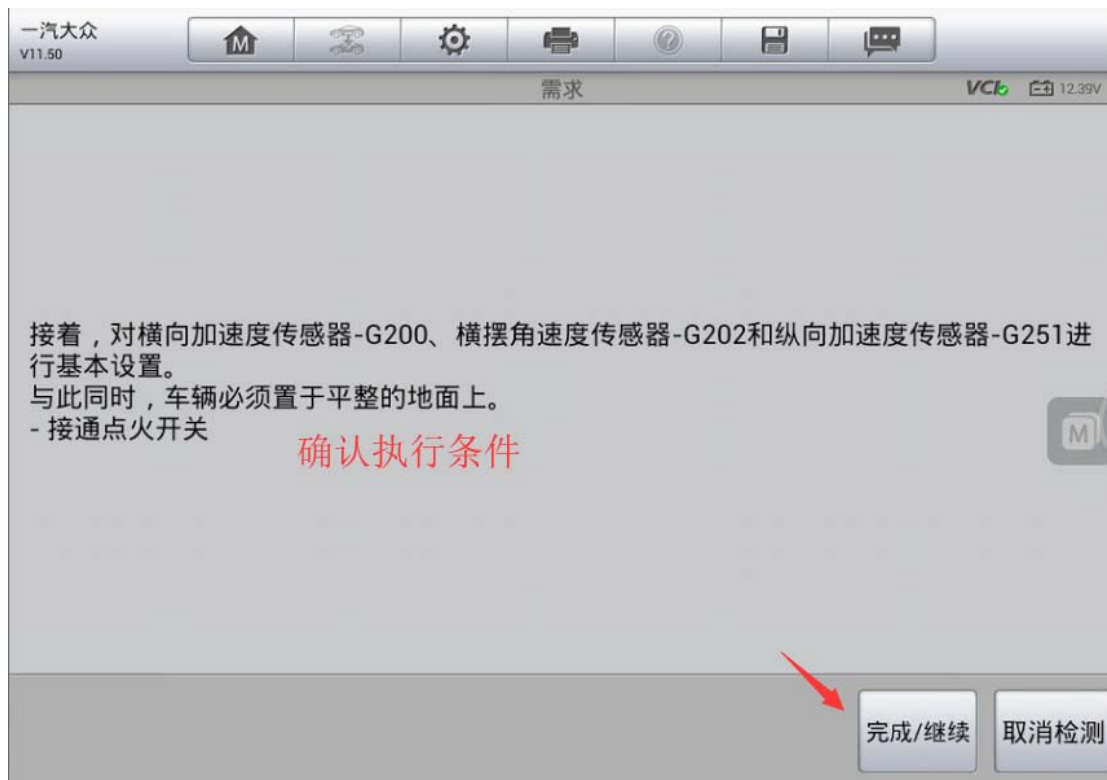 一汽大众
V11.50
M
需求
VCI
12.39V
接着，对横向加速度传感器-G200、横摆角速度传感器-G202和纵向加速度传感器-G251进
行基本设置。
与此同时，车辆必须置于平整的地面上。
- 接通点火开关
确认执行条件
M
完成/继续
取消检测